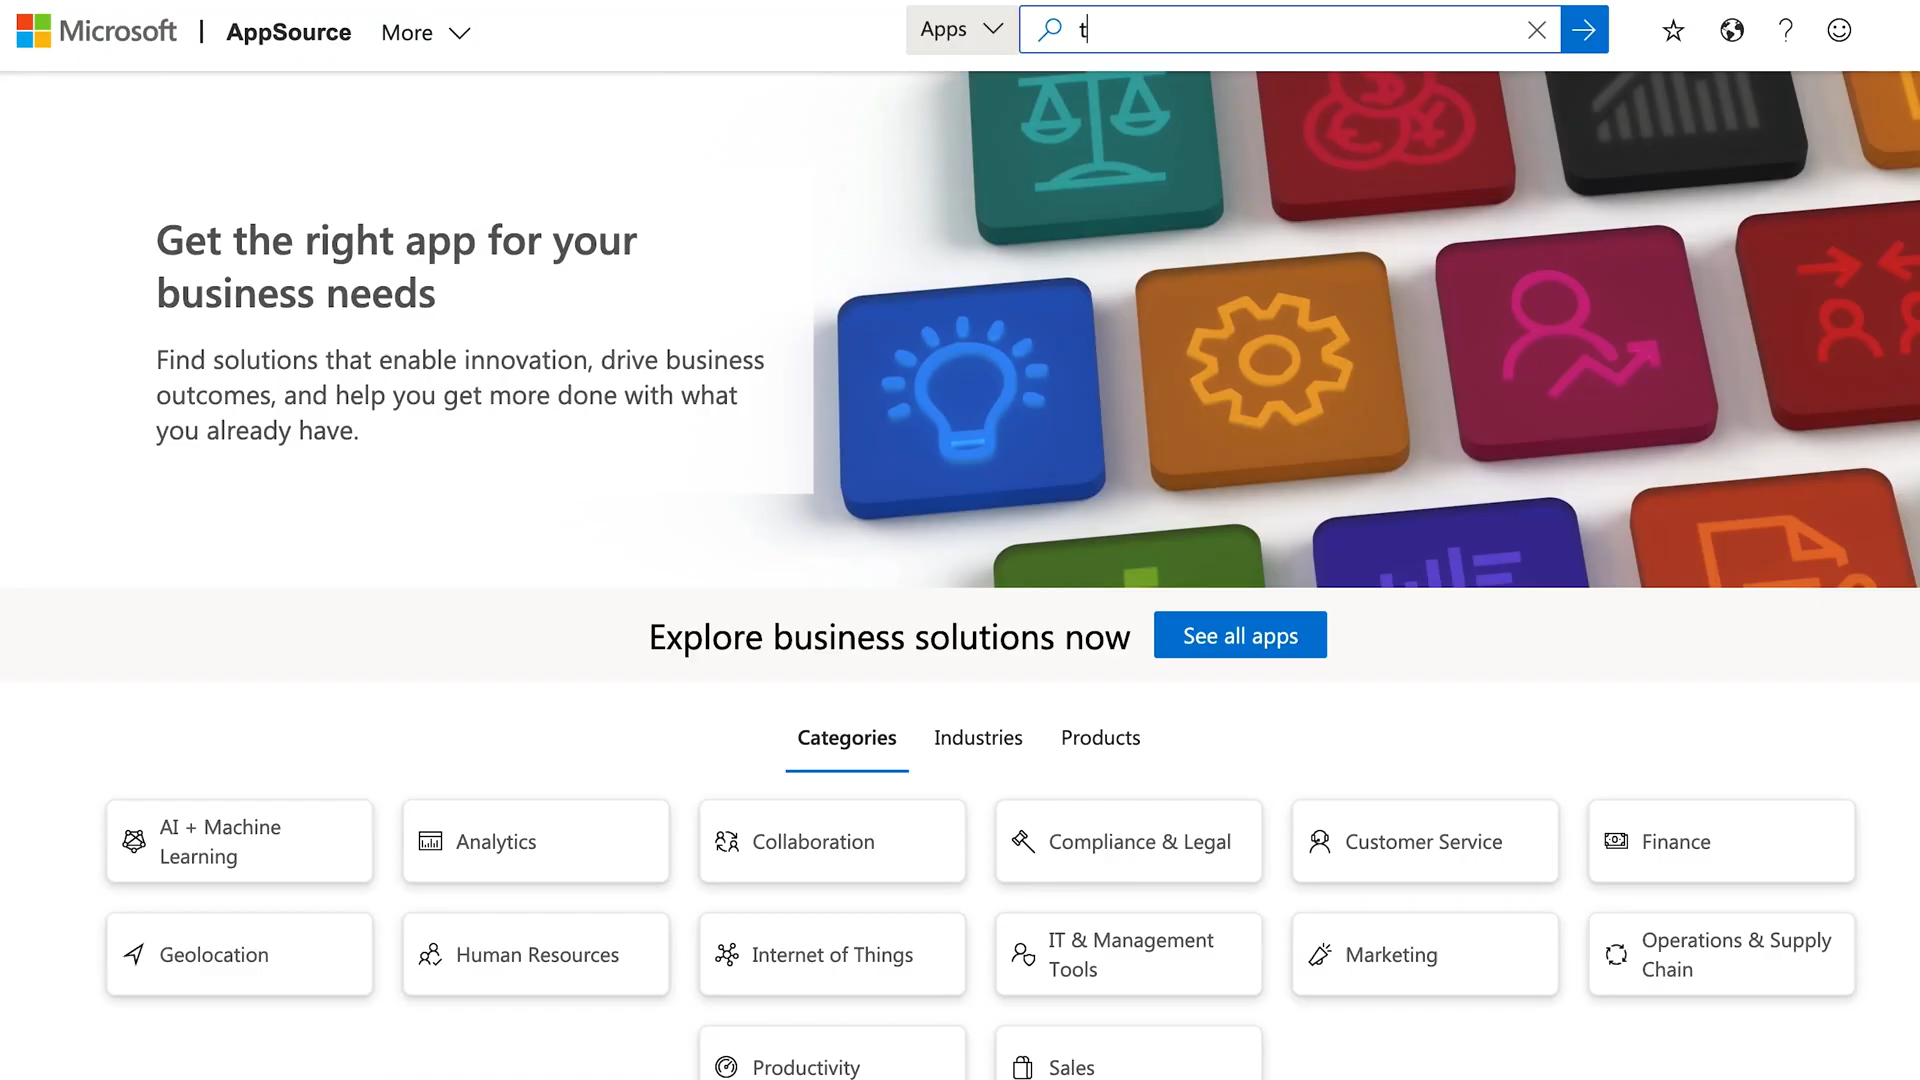 Microsoft | AppSource More
Apps t
Get the right app for your
business needs
Find solutions that enable innovation, drive business
outcomes, and help you get more done with what
you already have.
Explore business solutions now See all apps
Categories Industries Products
AI + Machine
Learning
Analytics
Collaboration
Compliance & Legal
Customer Service
Finance
Geolocation
Human Resources
Internet of Things
IT & Management
Tools
Marketing
Operations & Supply
Chain
Productivity
Sales